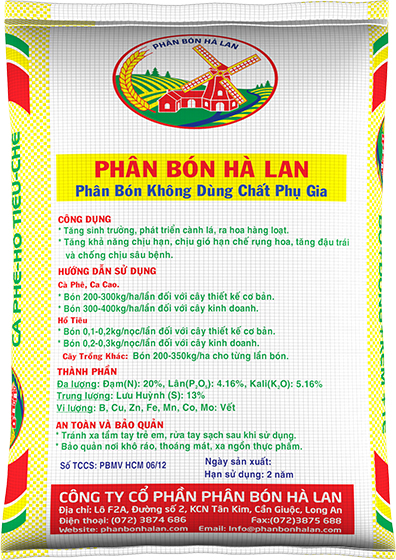 PHÂN BÓN HÀ LAN
PHÂN BÓN HÀ LAN
Phân Bón Không Dùng Chất Phụ Gia
CÔNG DỤNG
* Tăng sinh trưởng, phát triển cành lá, ra hoa hàng loạt.
* Tăng khả năng chịu hạn, chịu gió hạn chế rụng hoa, tăng đậu trái
và chống chịu sâu bệnh.
HƯỚNG DẪN SỬ DỤNG
Cà Phê, Ca Cao.
* Bón 200-300kg/ha/lần đối với cây thiết kế cơ bản.
* Bón 300-400kg/ha/lần đối với cây kinh doanh.
Hồ Tiêu
* Bón 0,1-0,2kg/nọc/lần đối với cây thiết kế cơ bản.
* Bón 0.2-0.3kg/nọc/lần đối với cây kinh doanh.
Cây Trồng Khác: Bón 200-350kg/ha cho từng lần bón.
THÀNH PHẦN
Đa lượng: Đạm(N): 20%, Lân(P₂O₅): 4.16%, Kali(K₂O): 5.16%
Trung lượng: Lưu Huỳnh (S): 13%
Vi lượng: B, Cu, Zn, Fe, Mn, Co, Mo: Vết
AN TOÀN VÀ BẢO QUẢN
* Tránh xa tầm tay trẻ em, rửa tay sạch sau khi sử dụng.
* Bảo quản nơi khô ráo, thoáng mát, xa ngồn thực phẩm.
Số TCCS: PBMV HCM 06/12
Ngày sản xuất:
Hạn sử dụng: 2 năm
CÔNG TY CỔ PHẦN PHÂN BÓN HÀ LAN
Địa chỉ: Lô F2A, Đường số 2, KCN Tân Kim, Cần Giuộc, Long An
Điện thoại: (072) 3874 686 Fax:(072)3875 688
Website: phanbonhalan.com Email: Info@phanbonhalan.com
CÀ PHÊ-HỒ TIÊU-CHÈ